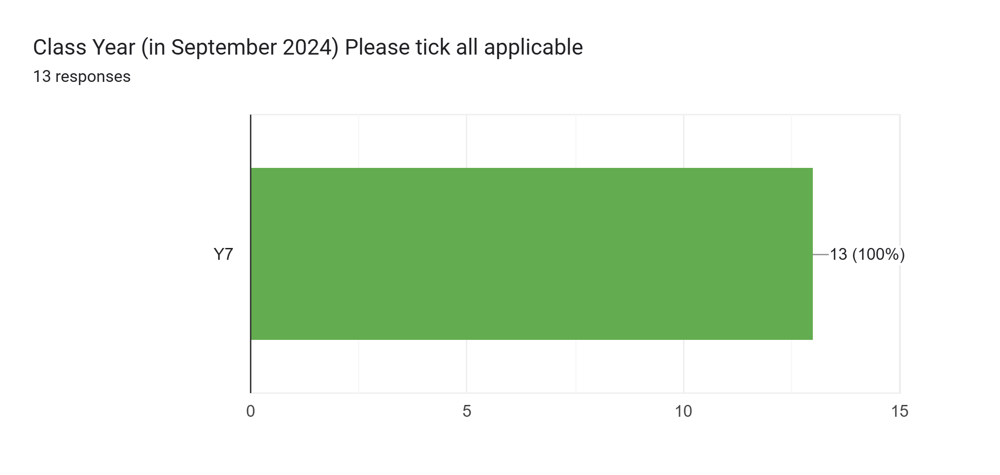 Class Year (in September 2024) Please tick all applicable
13 responses
Y7
13 (100%)
0 5 10 15